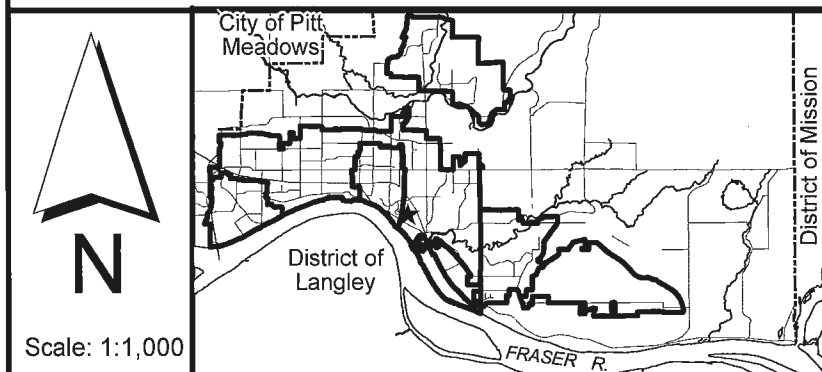 City of Pitt
Meadows
District of Mission
District of
Langley
N
Scale: 1:1,000
FRASER R.